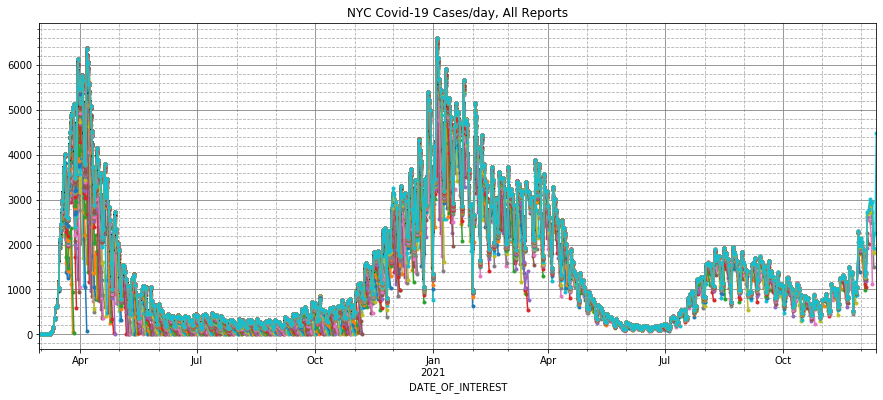 NYC Covid-19 Cases/day, All Reports
6000
5000
4000
3000
2000
1000
0
Apr Jul Oct Jan Apr Jul Oct
2021
DATE_OF_INTEREST